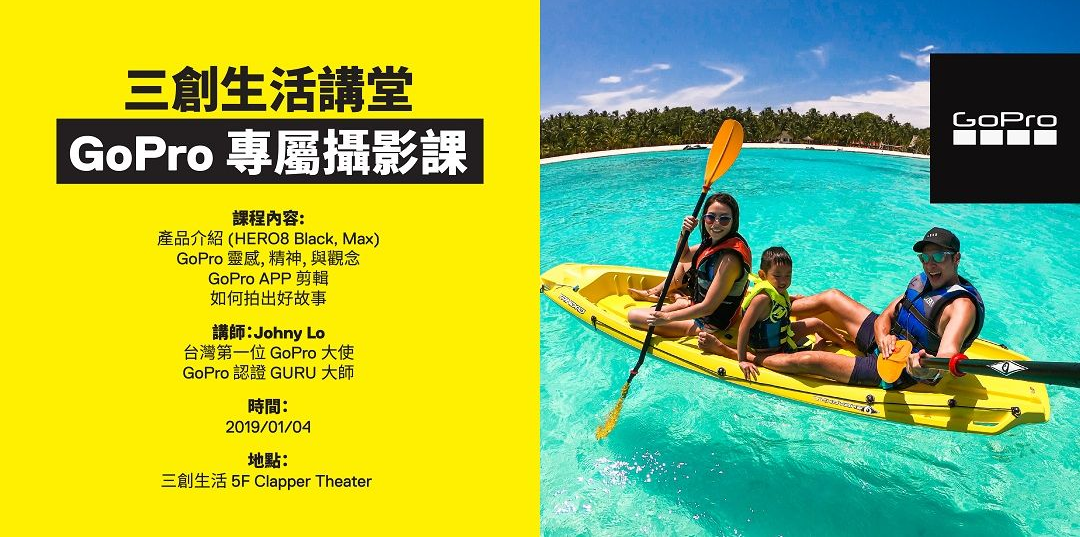 三創生活講堂
GoPro 專屬攝影課
課程內容:
產品介紹 (HERO8 Black, Max)
GoPro 靈感, 精神, 與觀念
GoPro APP 剪輯
如何拍出好故事
講師:Johny Lo
台灣第一位 GoPro 大使
GoPro 認證 GURU 大師
時間:
2019/01/04
地點:
三創生活 5F Clapper Theater
GoPro